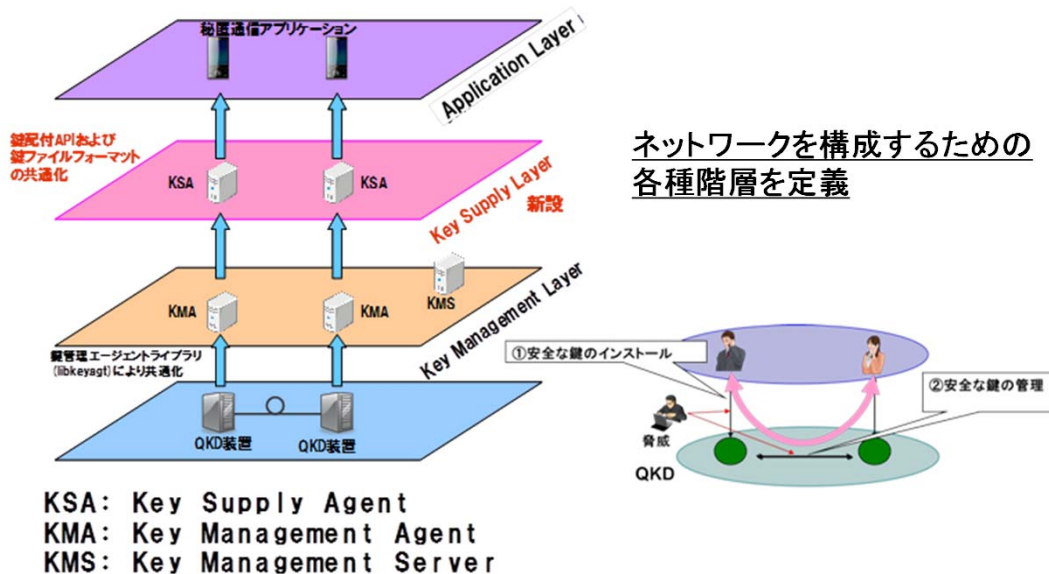 秘匿通信アプリケーション
Application Layer
鍵配付APIおよび
鍵ファイルフォーマット
の共通化
KSA
KSA
Key Supply Layer
新設
KMA
KMA
KMS
Key Management Layer
鍵管理エージェントライブラリ
(libkeyagt)により共通化
QKD装置
QKD装置
KSA: Key Supply Agent
KMA: Key Management Agent
KMS: Key Management Server
ネットワークを構成するための
各種階層を定義
①安全な鍵のインストール
②安全な鍵の管理
脅威
QKD